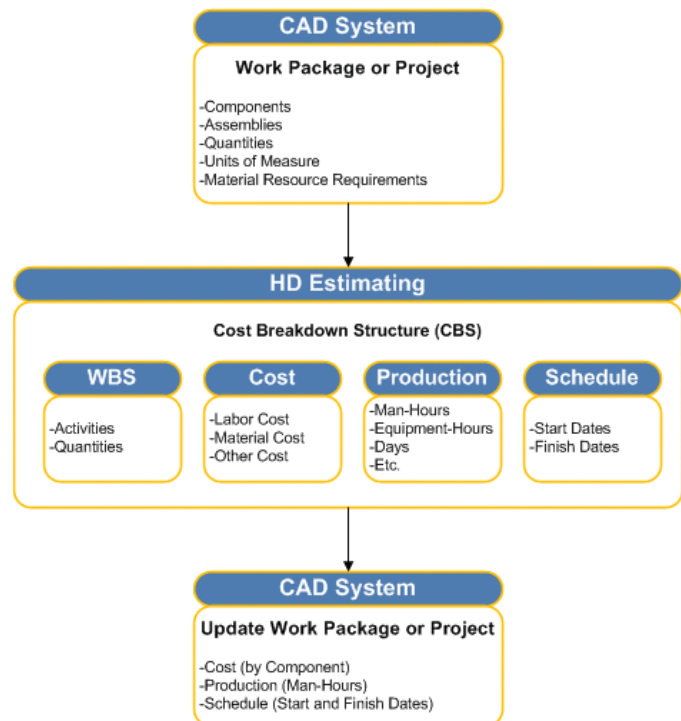 CAD System
Work Package or Project
-Components
-Assemblies
-Quantities
-Units of Measure
-Material Resource Requirements
HD Estimating
Cost Breakdown Structure (CBS)
WBS
-Activities
-Quantities
Cost
-Labor Cost
-Material Cost
-Other Cost
Production
-Man-Hours
-Equipment-Hours
-Days
-Etc.
Schedule
-Start Dates
-Finish Dates
CAD System
Update Work Package or Project
-Cost (by Component)
-Production (Man-Hours)
-Schedule (Start and Finish Dates)